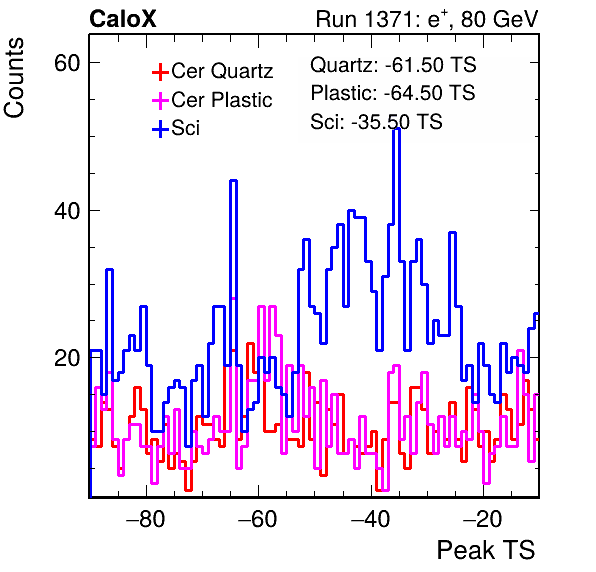 CaloX Run 1371: e⁺, 80 GeV
Counts
60
40
20
Cer Quartz
Cer Plastic
Sci
Quartz: -61.50 TS
Plastic: -64.50 TS
Sci: -35.50 TS
−80 −60 −40 −20
Peak TS